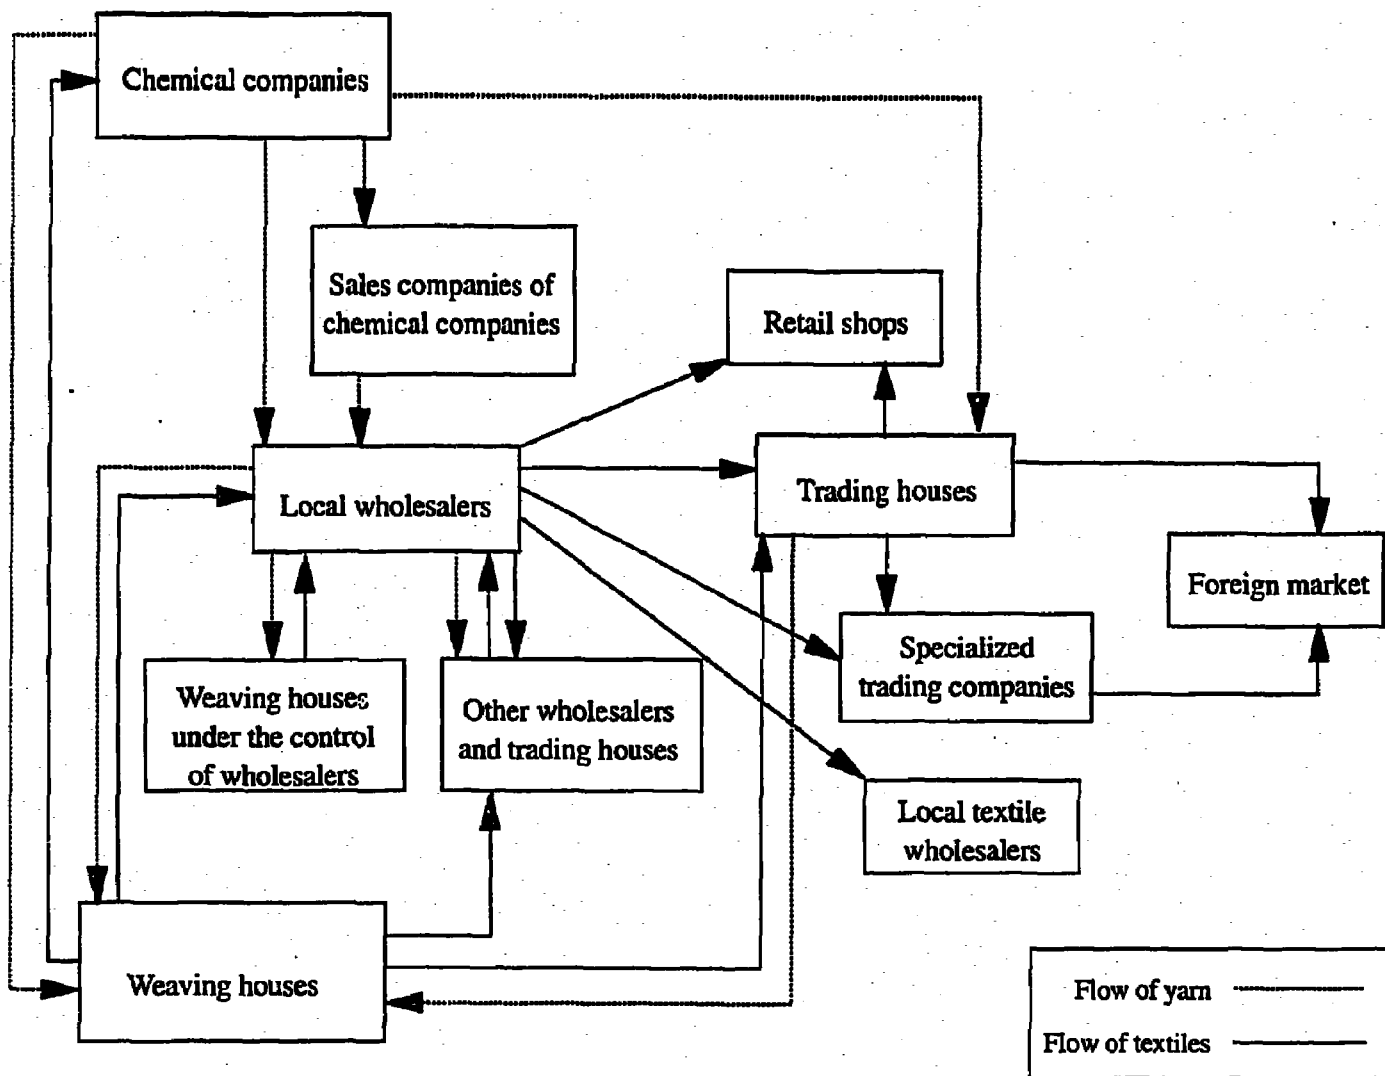 Chemical companies
Sales companies of
chemical companies
Retail shops
Local wholesalers
Trading houses
Foreign market
Weaving houses
under the control
of wholesalers
Other wholesalers
and trading houses
Specialized
trading companies
Local textile
wholesalers
Weaving houses
Flow of yarn
Flow of textiles